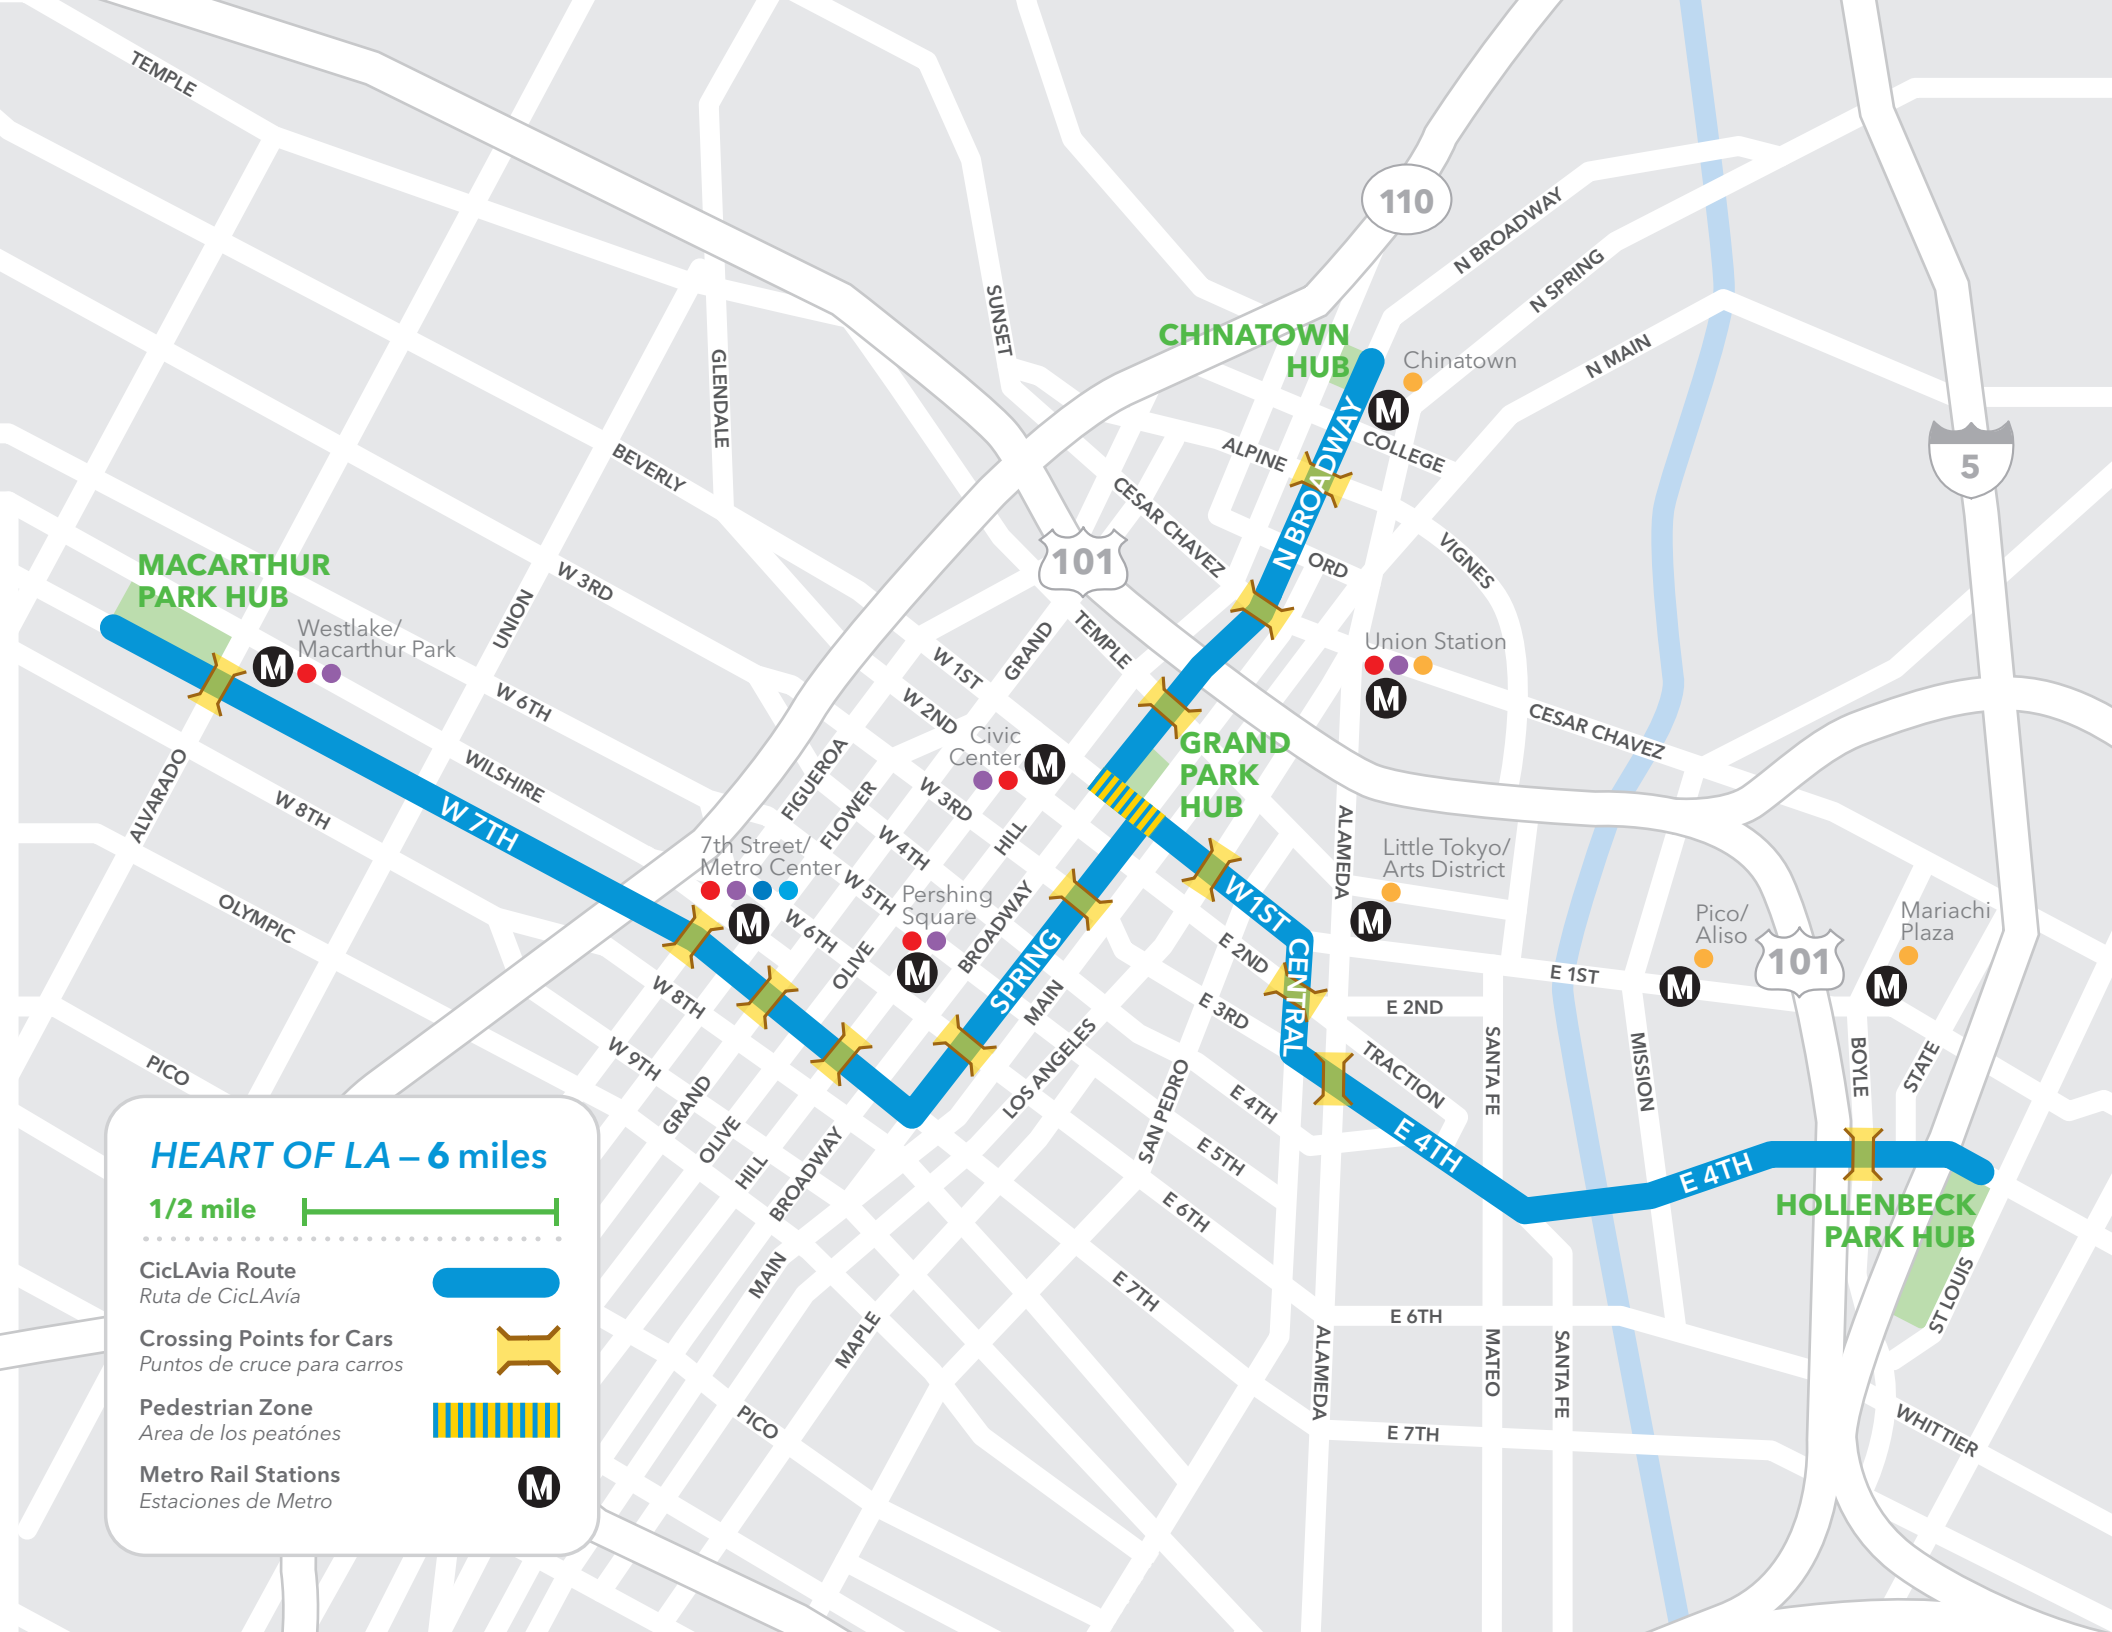 TEMPLE
110
N BROADWAY
N SPRING
SUNSET
CHINATOWN
HUB
Chinatown
M
N MAIN
GLENDALE
N BROADWAY
COLLEGE
ALPINE
5
BEVERLY
CESAR CHAVEZ
101
ORD
VIGNES
MACARTHUR
PARK HUB
W 3RD
UNION
Westlake/
Macarthur Park
M
GRAND
TEMPLE
Union Station
M
W 1ST
W 2ND
W 6TH
CESAR CHAVEZ
Civic
Center
M
GRAND
PARK
HUB
WILSHIRE
ALVARADO
W 8TH
W 7TH
FIGUEROA
FLOWER
W 3RD
HILL
W 4TH
ALAMEDA
7th Street/
Metro Center
M
W 5TH
Pershing
Square
M
Little Tokyo/
Arts District
M
W 1ST
OLYMPIC
W 6TH
OLIVE
BROADWAY
SPRING
E 2ND
CENTRAL
Pico/
Aliso
M
101
Mariachi
Plaza
M
E 1ST
W 8TH
MAIN
E 3RD
E 2ND
W 9TH
LOS ANGELES
TRACTION
SANTA FE
MISSION
BOYLE
STATE
PICO
GRAND
OLIVE
HILL
BROADWAY
SAN PEDRO
E 4TH
E 5TH
E 4TH
E 4TH
HOLLENBECK
PARK HUB
E 6TH
MAIN
E 7TH
MAPLE
E 6TH
ST LOUIS
ALAMEDA
MATEO
SANTA FE
PICO
E 7TH
WHITTIER
HEART OF LA – 6 miles
1/2 mile
CicLAvia Route
Ruta de CicLAvía
Crossing Points for Cars
Puntos de cruce para carros
Pedestrian Zone
Area de los peatónes
Metro Rail Stations
Estaciones de Metro
M